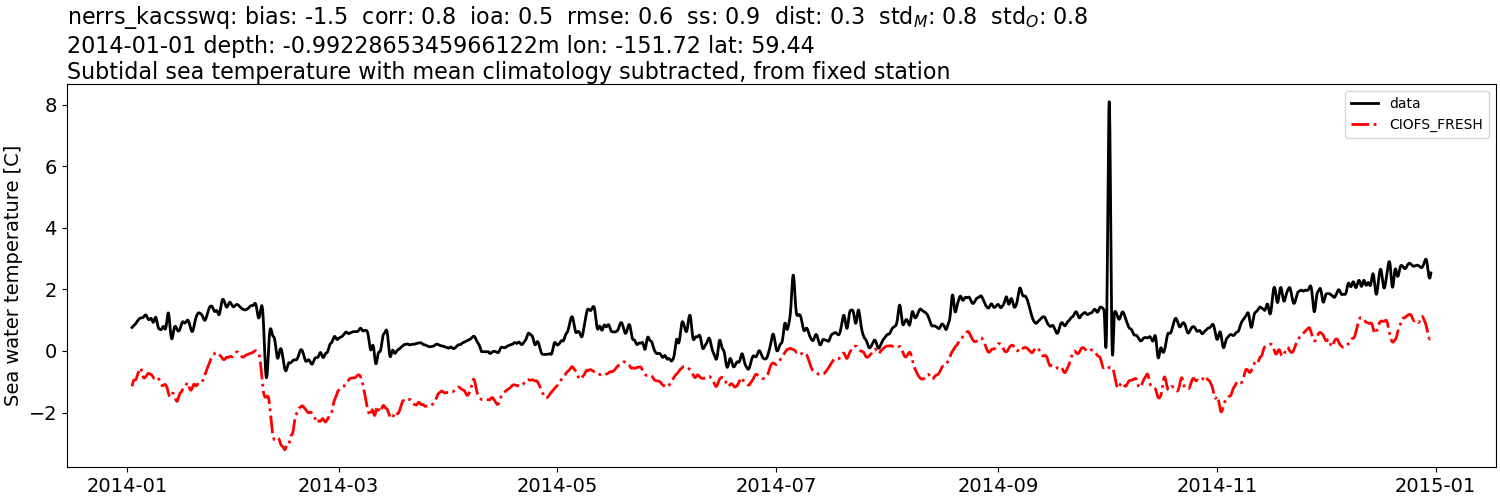 nerrs_kacsswq: bias: -1.5 corr: 0.8 ioa: 0.5 rmse: 0.6 ss: 0.9 dist: 0.3 std_M: 0.8 std_O: 0.8
2014-01-01 depth: -0.9922865345966122m lon: -151.72 lat: 59.44
Subtidal sea temperature with mean climatology subtracted, from fixed station
data
CIOFS_FRESH
Sea water temperature [C]
8
6
4
2
0
−2
2014-01 2014-03 2014-05 2014-07 2014-09 2014-11 2015-01